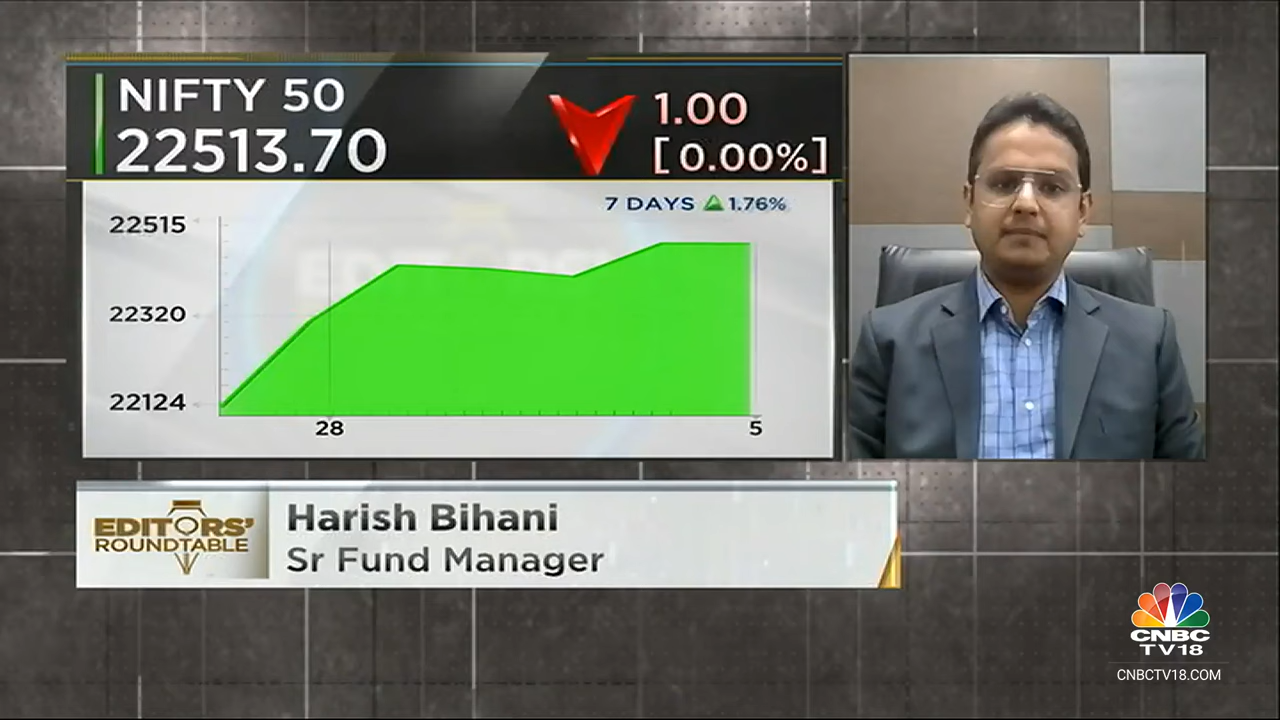 NIFTY 50
22513.70
1.00
[0.00%]
7 DAYS 1.76%
22515
22320
22124
28
5
EDITORS'
ROUNDTABLE
Harish Bihani
Sr Fund Manager
CNBC
TV18
CNBCTV18.COM